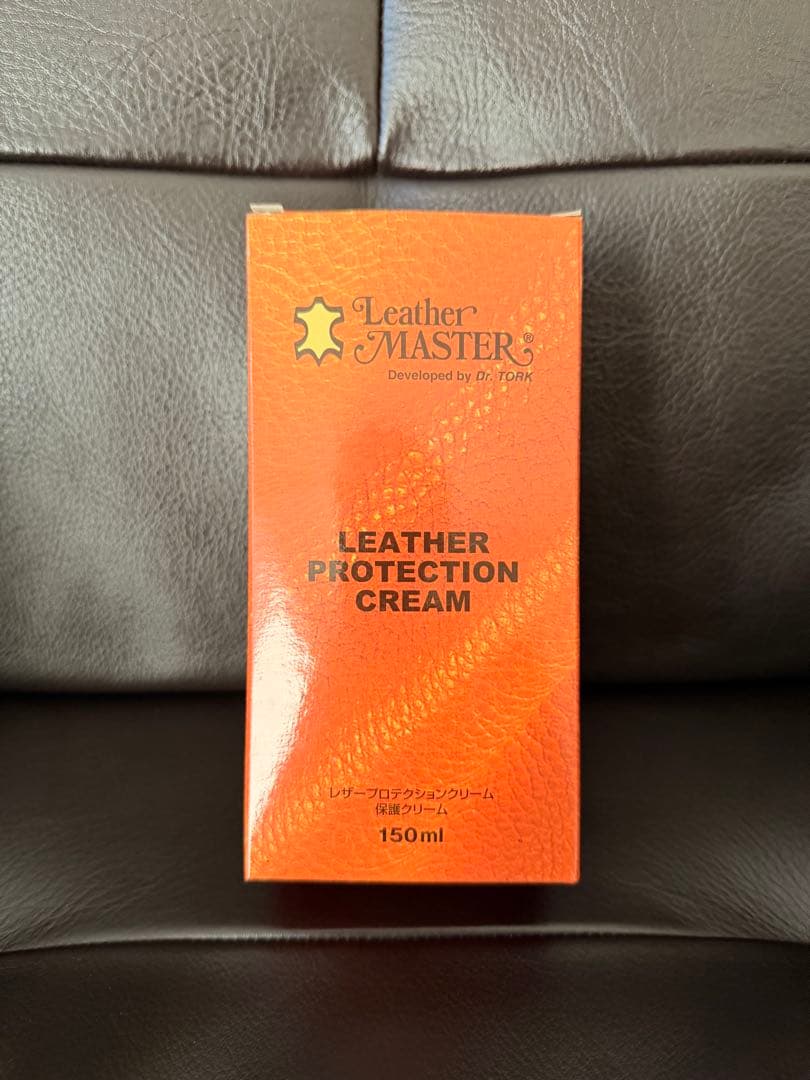 Leather
MASTER®
Developed by Dr. TORK
LEATHER
PROTECTION
CREAM
レザープロテクションクリーム
保護クリーム
150ml